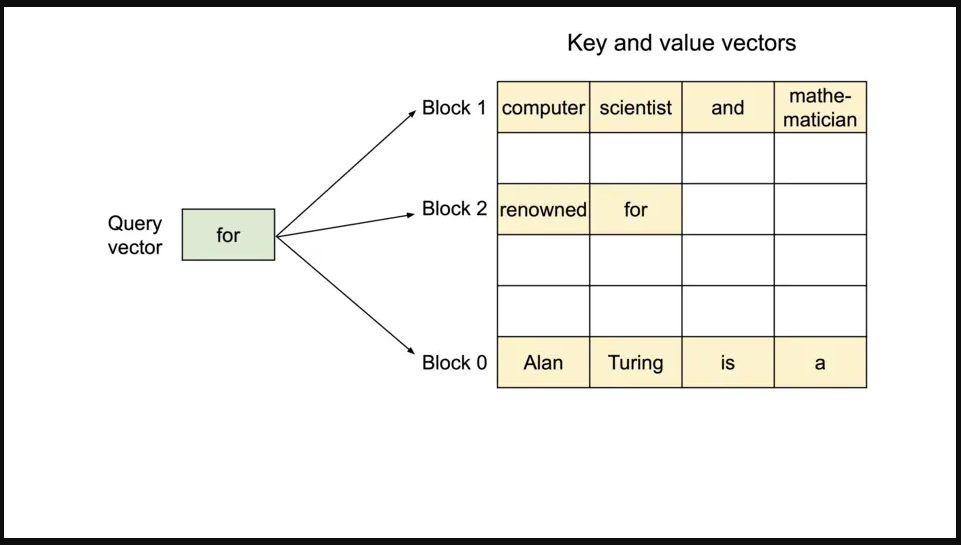 Key and value vectors
Block 1 computer scientist and mathe-
matician
Block 2 renowned for
Query
vector
for
Block 0 Alan Turing is a